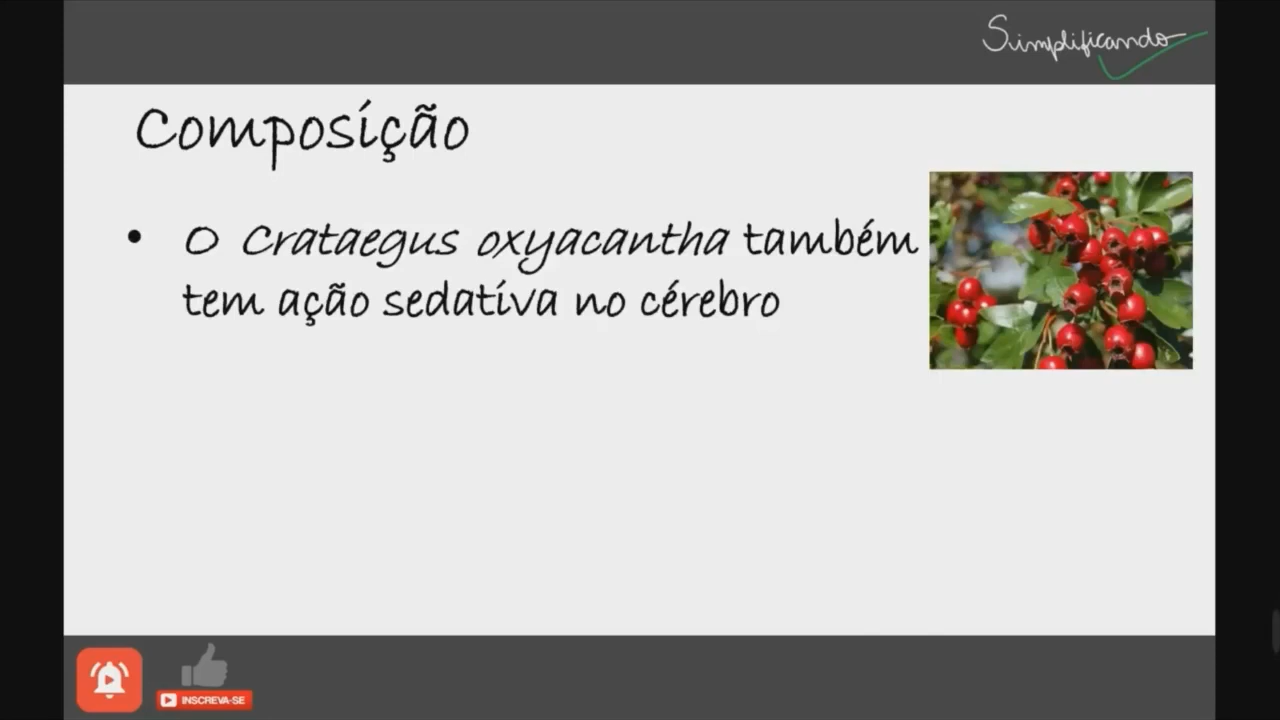 Simplificando
Composição
• O Crataegus oxyacantha também
tem ação sedativa no cérebro
INSCREVA-SE